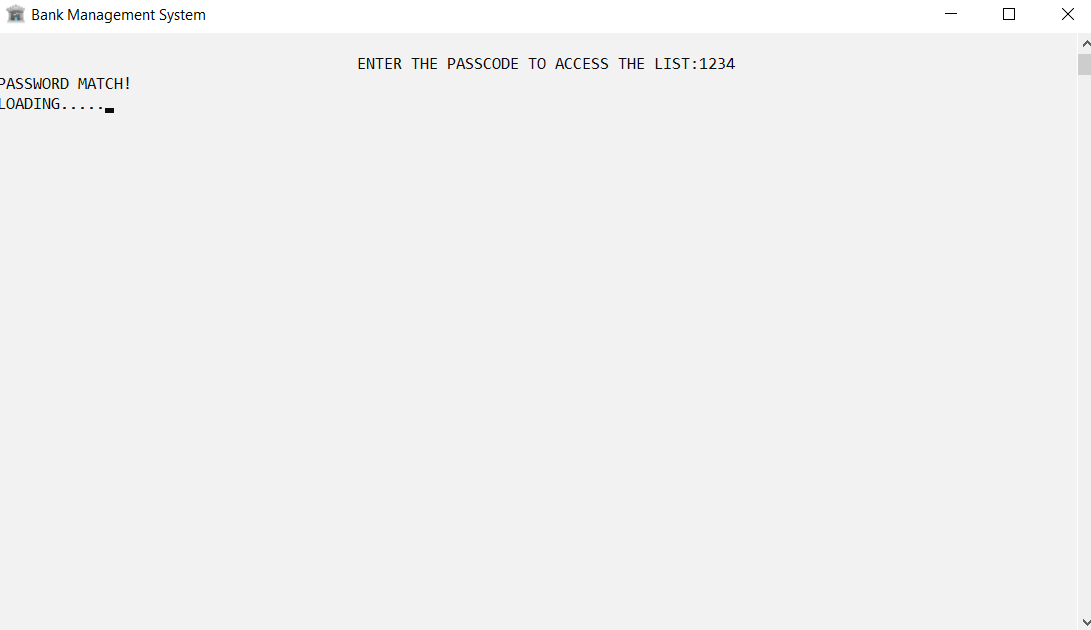 Bank Management System
ENTER THE PASSCODE TO ACCESS THE LIST:1234
PASSWORD MATCH!
LOADING.....